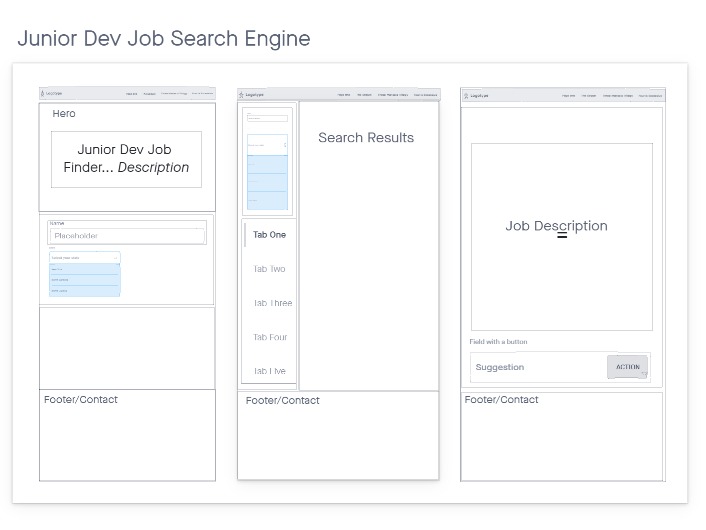 Junior Dev Job Search Engine
Logotype
Hero
Junior Dev Job
Finder... Description
Name
Placeholder
Footer/Contact
Logotype
Search Results
Tab One
Tab Two
Tab Three
Tab Four
Tab Five
Footer/Contact
Logotype
Job Description
Field with a button
Suggestion
ACTION
Footer/Contact